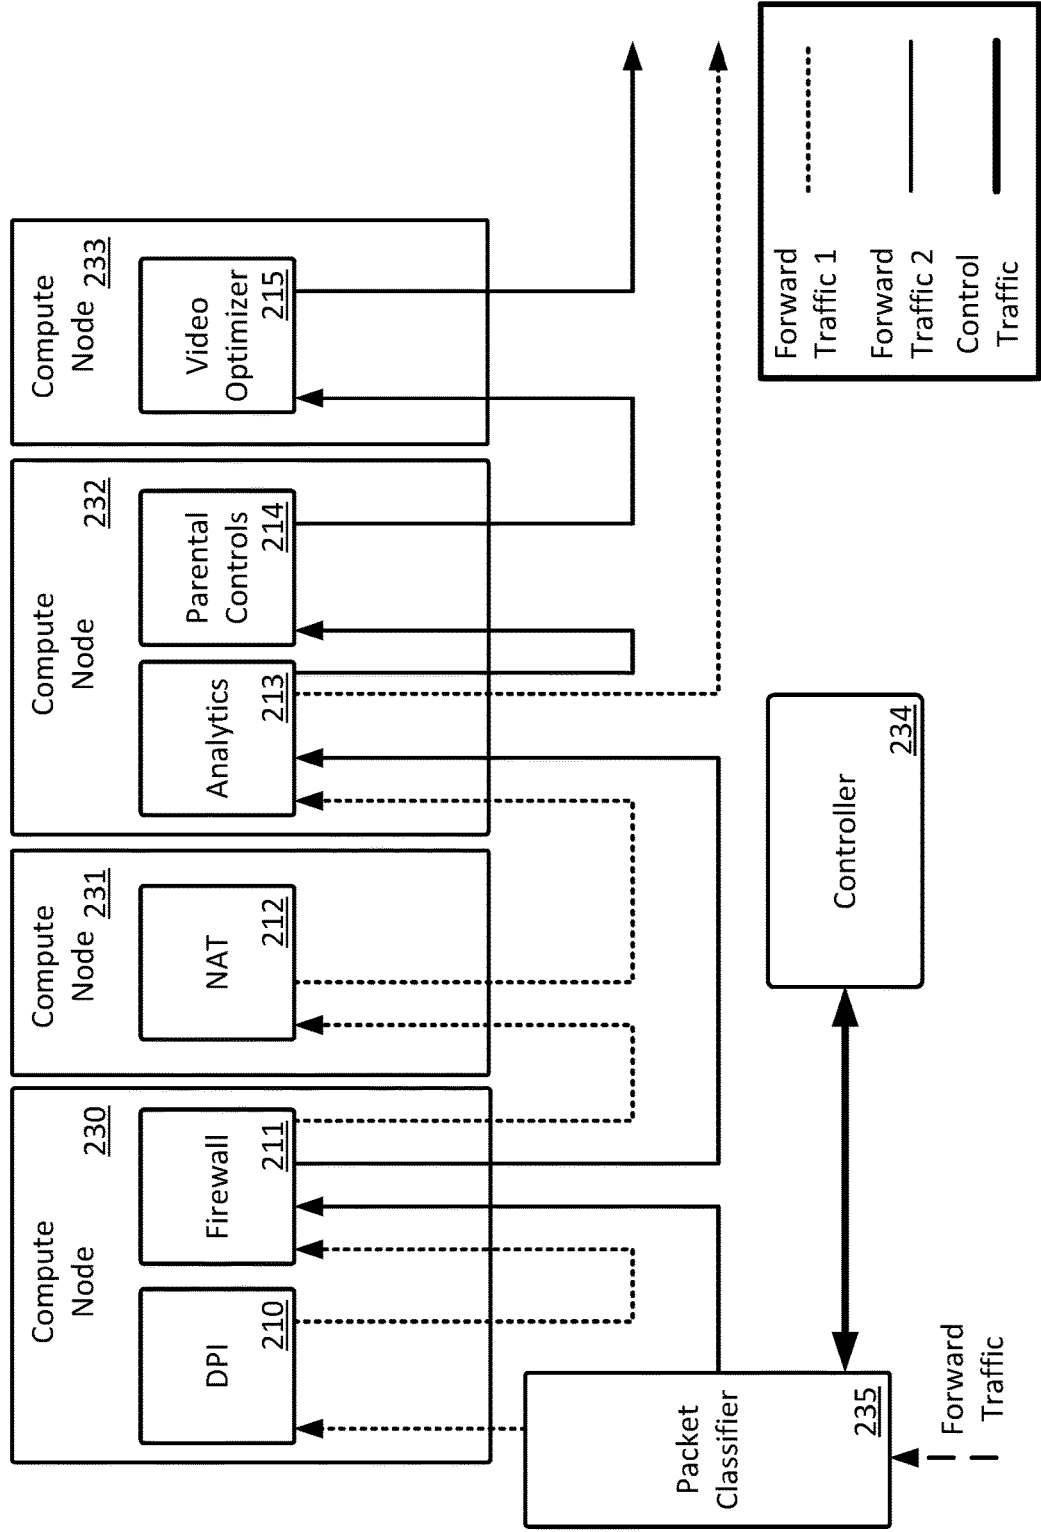 Compute
Node 230
DPI
210
Firewall
211
Compute
Node 231
NAT
212
Compute
Node
232
Analytics
213
Parental
Controls
214
Compute
Node 233
Video
Optimizer
215
Packet
Classifier
235
Controller
234
Forward
Traffic
Forward
Traffic 1
Forward
Traffic 2
Control
Traffic